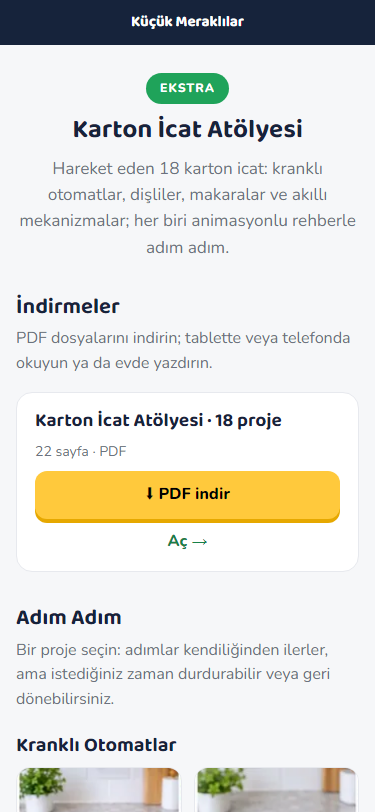 Küçük Meraklılar
EKSTRA
Karton İcat Atölyesi
Hareket eden 18 karton icat: kranklı
otomatlar, dişliler, makaralar ve akıllı
mekanizmalar; her biri animasyonlu rehberle
adım adım.
İndirmeler
PDF dosyalarını indirin; tablette veya telefonda
okuyun ya da evde yazdırın.
Karton İcat Atölyesi · 18 proje
22 sayfa · PDF
⬇ PDF indir
Aç →
Adım Adım
Bir proje seçin: adımlar kendiliğinden ilerler,
ama istediğiniz zaman durdurabilir veya geri
dönebilirsiniz.
Kranklı Otomatlar